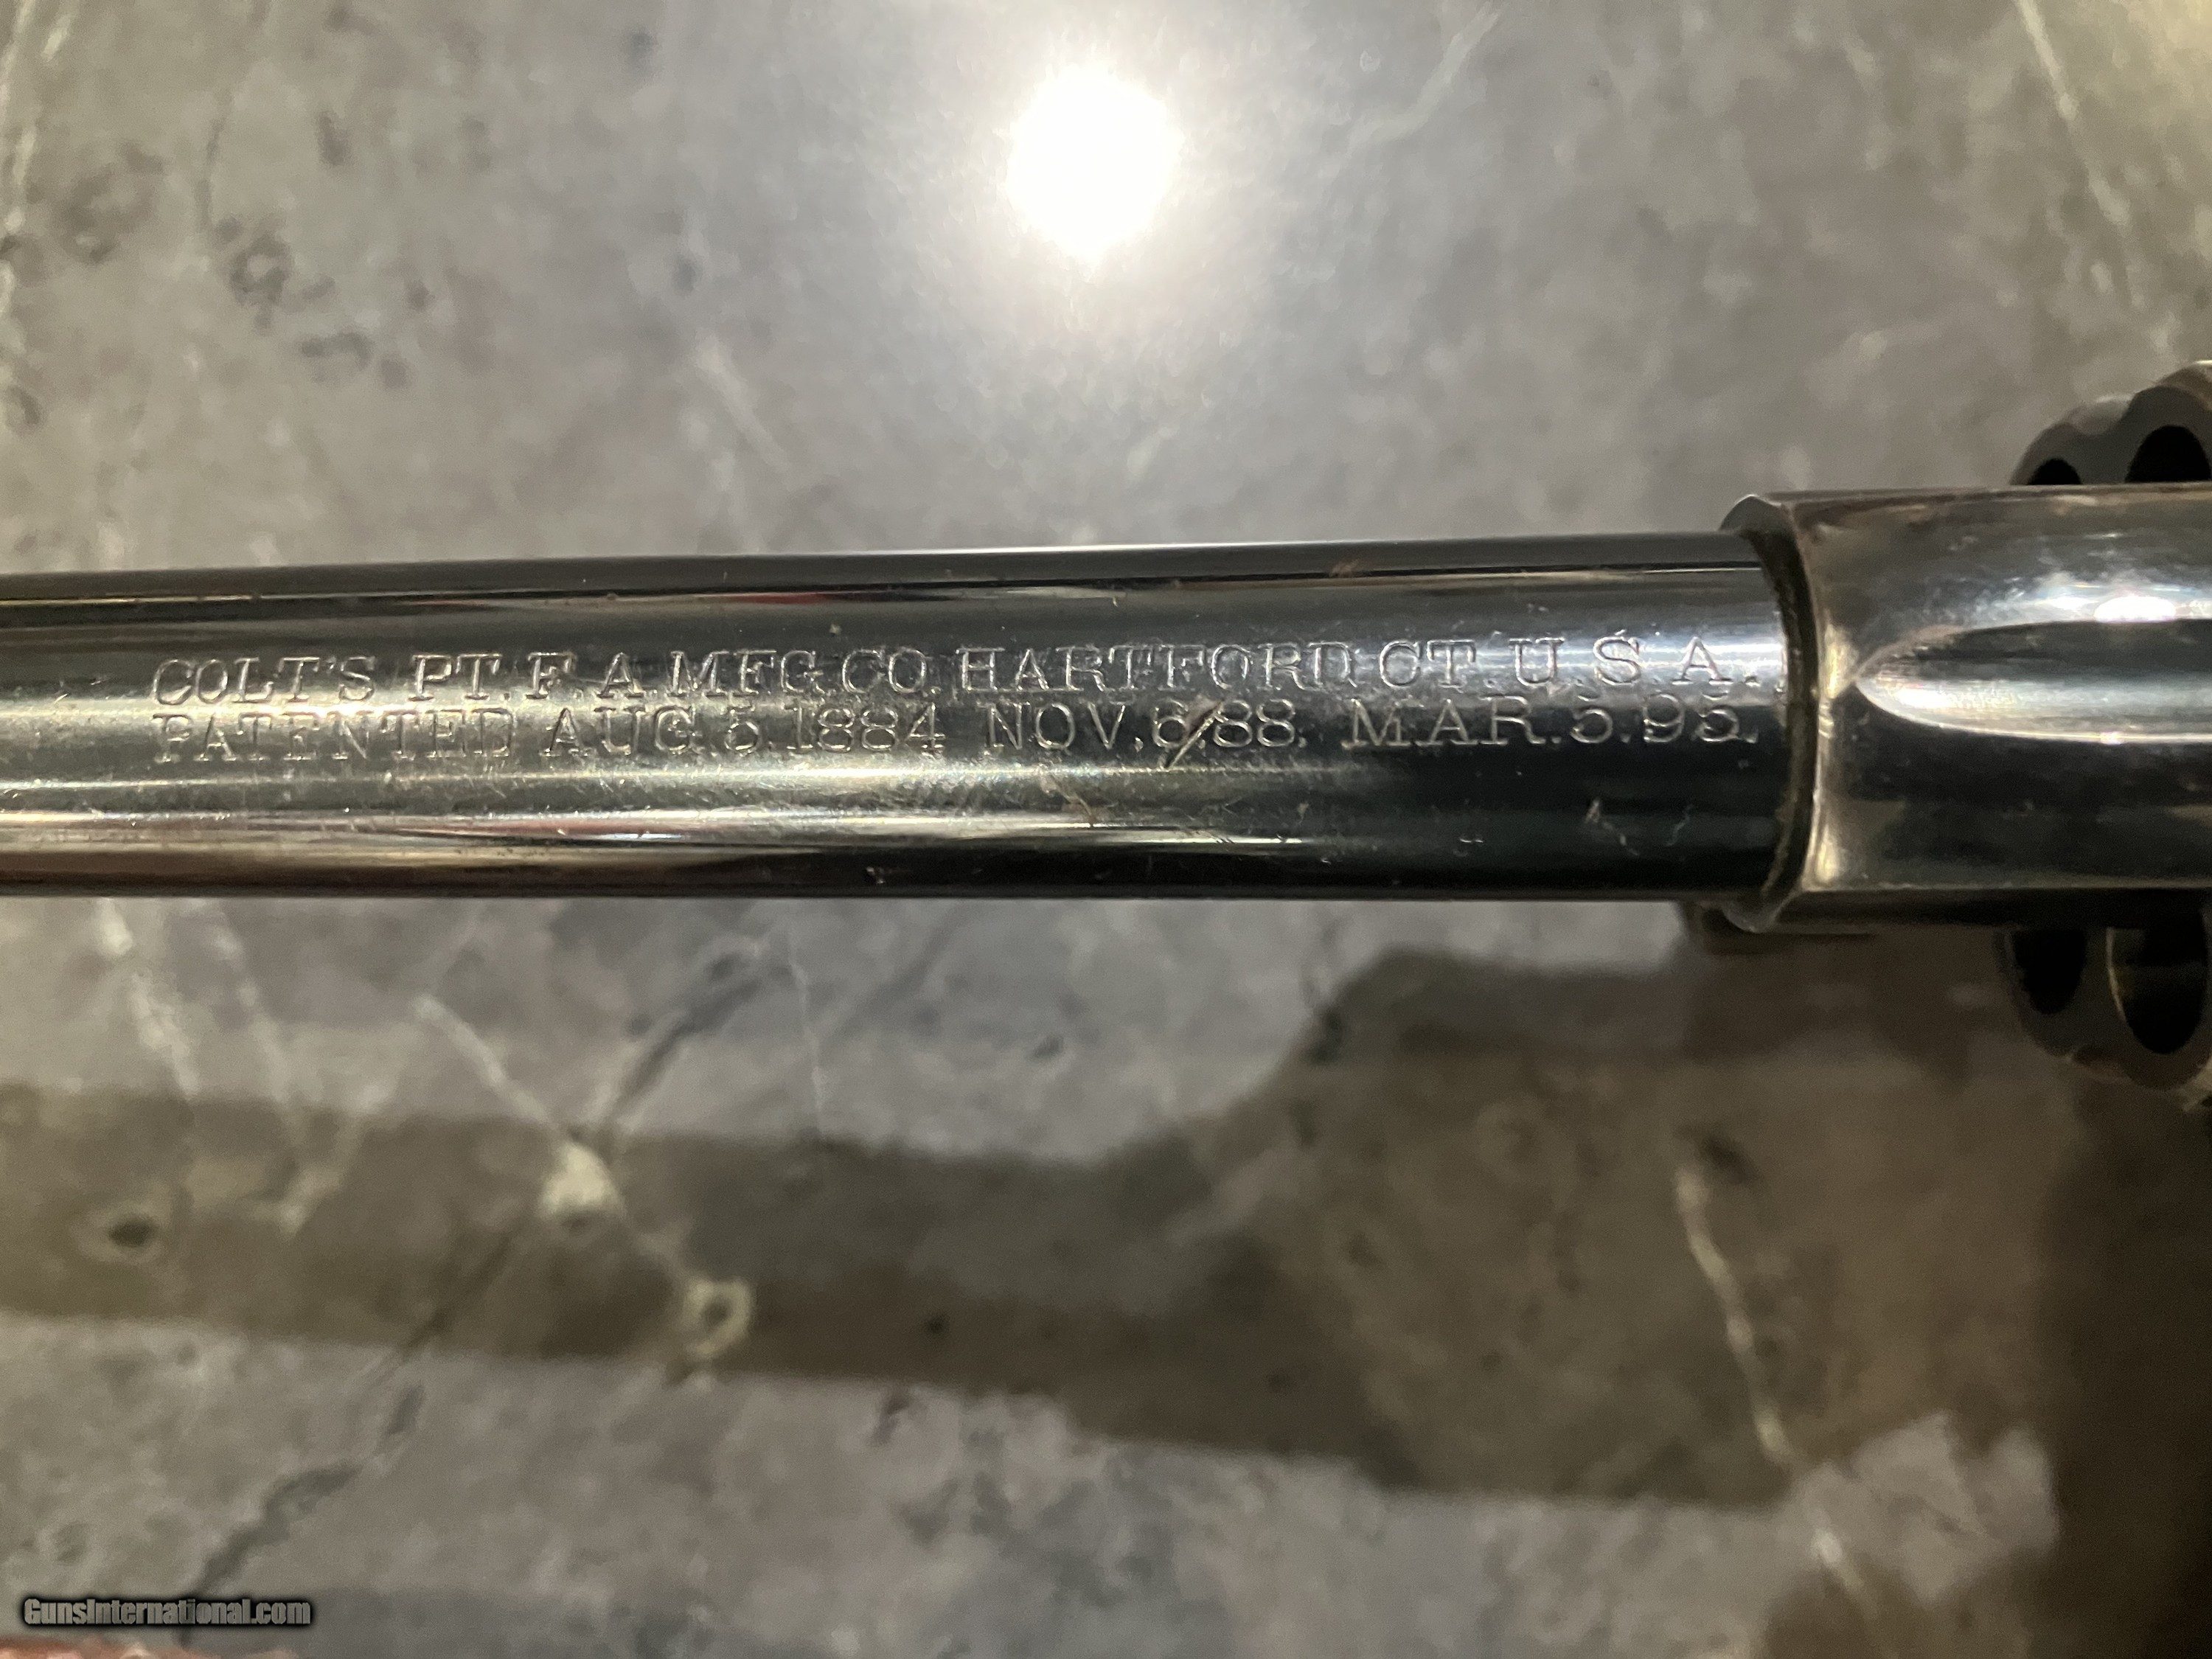 COLT'S PT. F. A. MFG. CO. HARTFORD. CT. U. S. A.
PATENTED AUG. 5. 1884 NOV. 6. 88. MAR. 5. 95.
GunsInternational.com